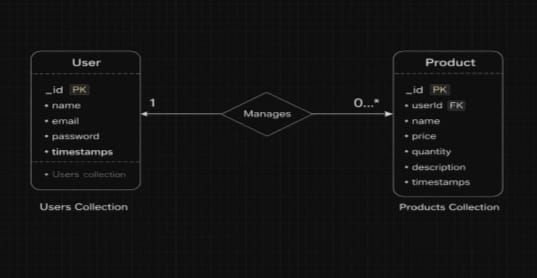 User
_id PK
• name
• email
• password
• timestamps
• Users collection
Users Collection
1
Manages
0...*
Product
_id PK
• userId FK
• name
• price
• quantity
• description
• timestamps
Products Collection